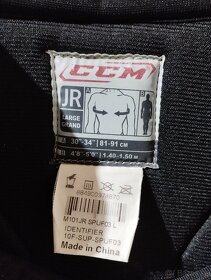 CCM
JR
LARGE
GRAND
A
B
A 30"-34" 81-91 CM
B 4'8"-5'0" 1.40-1.50 M
M101JR SPUF03 L
IDENTIFIER
10F-SUP-SPUF03
Made in China